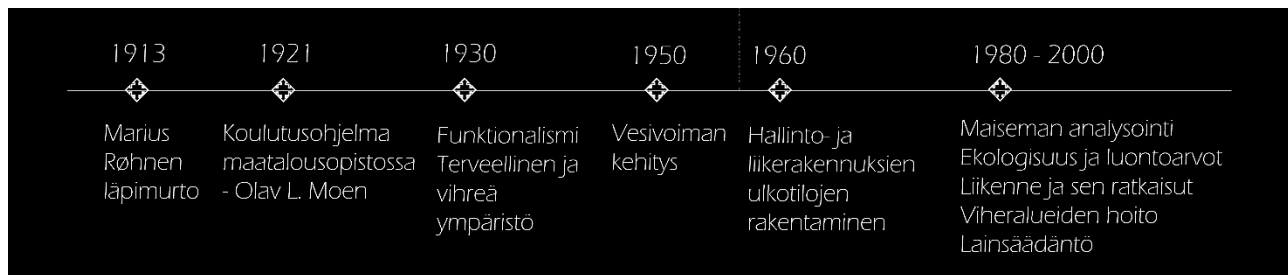 1913
Marius
Røhnen
läpimurto
1921
Koulutusohjelma
maatalousopistossa
- Olav L. Moen
1930
Funktionalismi
Terveellinen ja
vihreä
ympäristö
1950
Vesivoiman
kehitys
1960
Hallinto- ja
liikerakennuksien
ulkotilojen
rakentaminen
1980 - 2000
Maiseman analysointi
Ekologisuus ja luontoarvot
Liikenne ja sen ratkaisut
Viheralueiden hoito
Lainsäädäntö